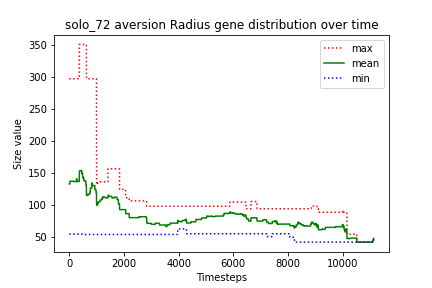 solo_72 aversion Radius gene distribution over time
max
mean
min
Size value
350
300
250
200
150
100
50
0
2000
4000
6000
8000
10000
Timesteps